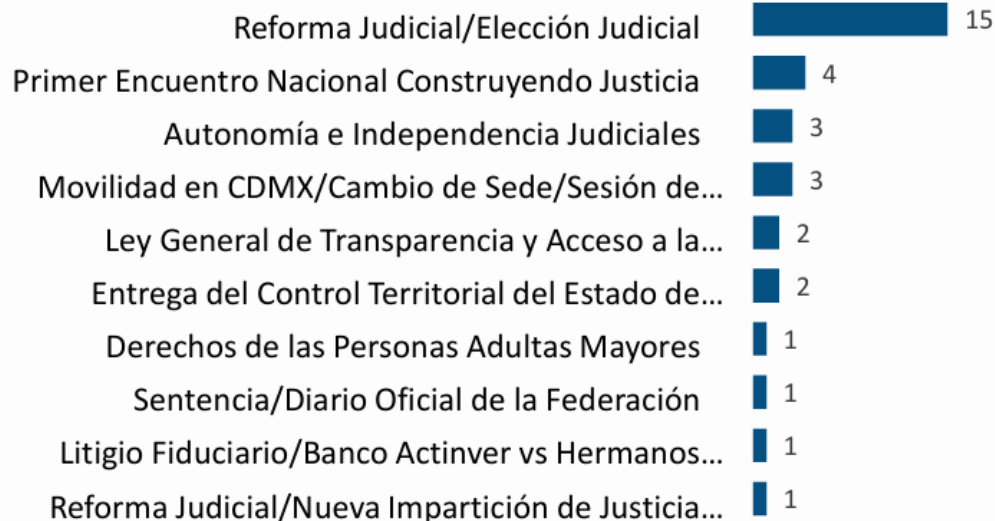 Reforma Judicial/Elección Judicial 15
Primer Encuentro Nacional Construyendo Justicia 4
Autonomía e Independencia Judiciales 3
Movilidad en CDMX/Cambio de Sede/Sesión de... 3
Ley General de Transparencia y Acceso a la... 2
Entrega del Control Territorial del Estado de... 2
Derechos de las Personas Adultas Mayores 1
Sentencia/Diario Oficial de la Federación 1
Litigio Fiduciario/Banco Actinver vs Hermanos... 1
Reforma Judicial/Nueva Impartición de Justicia... 1